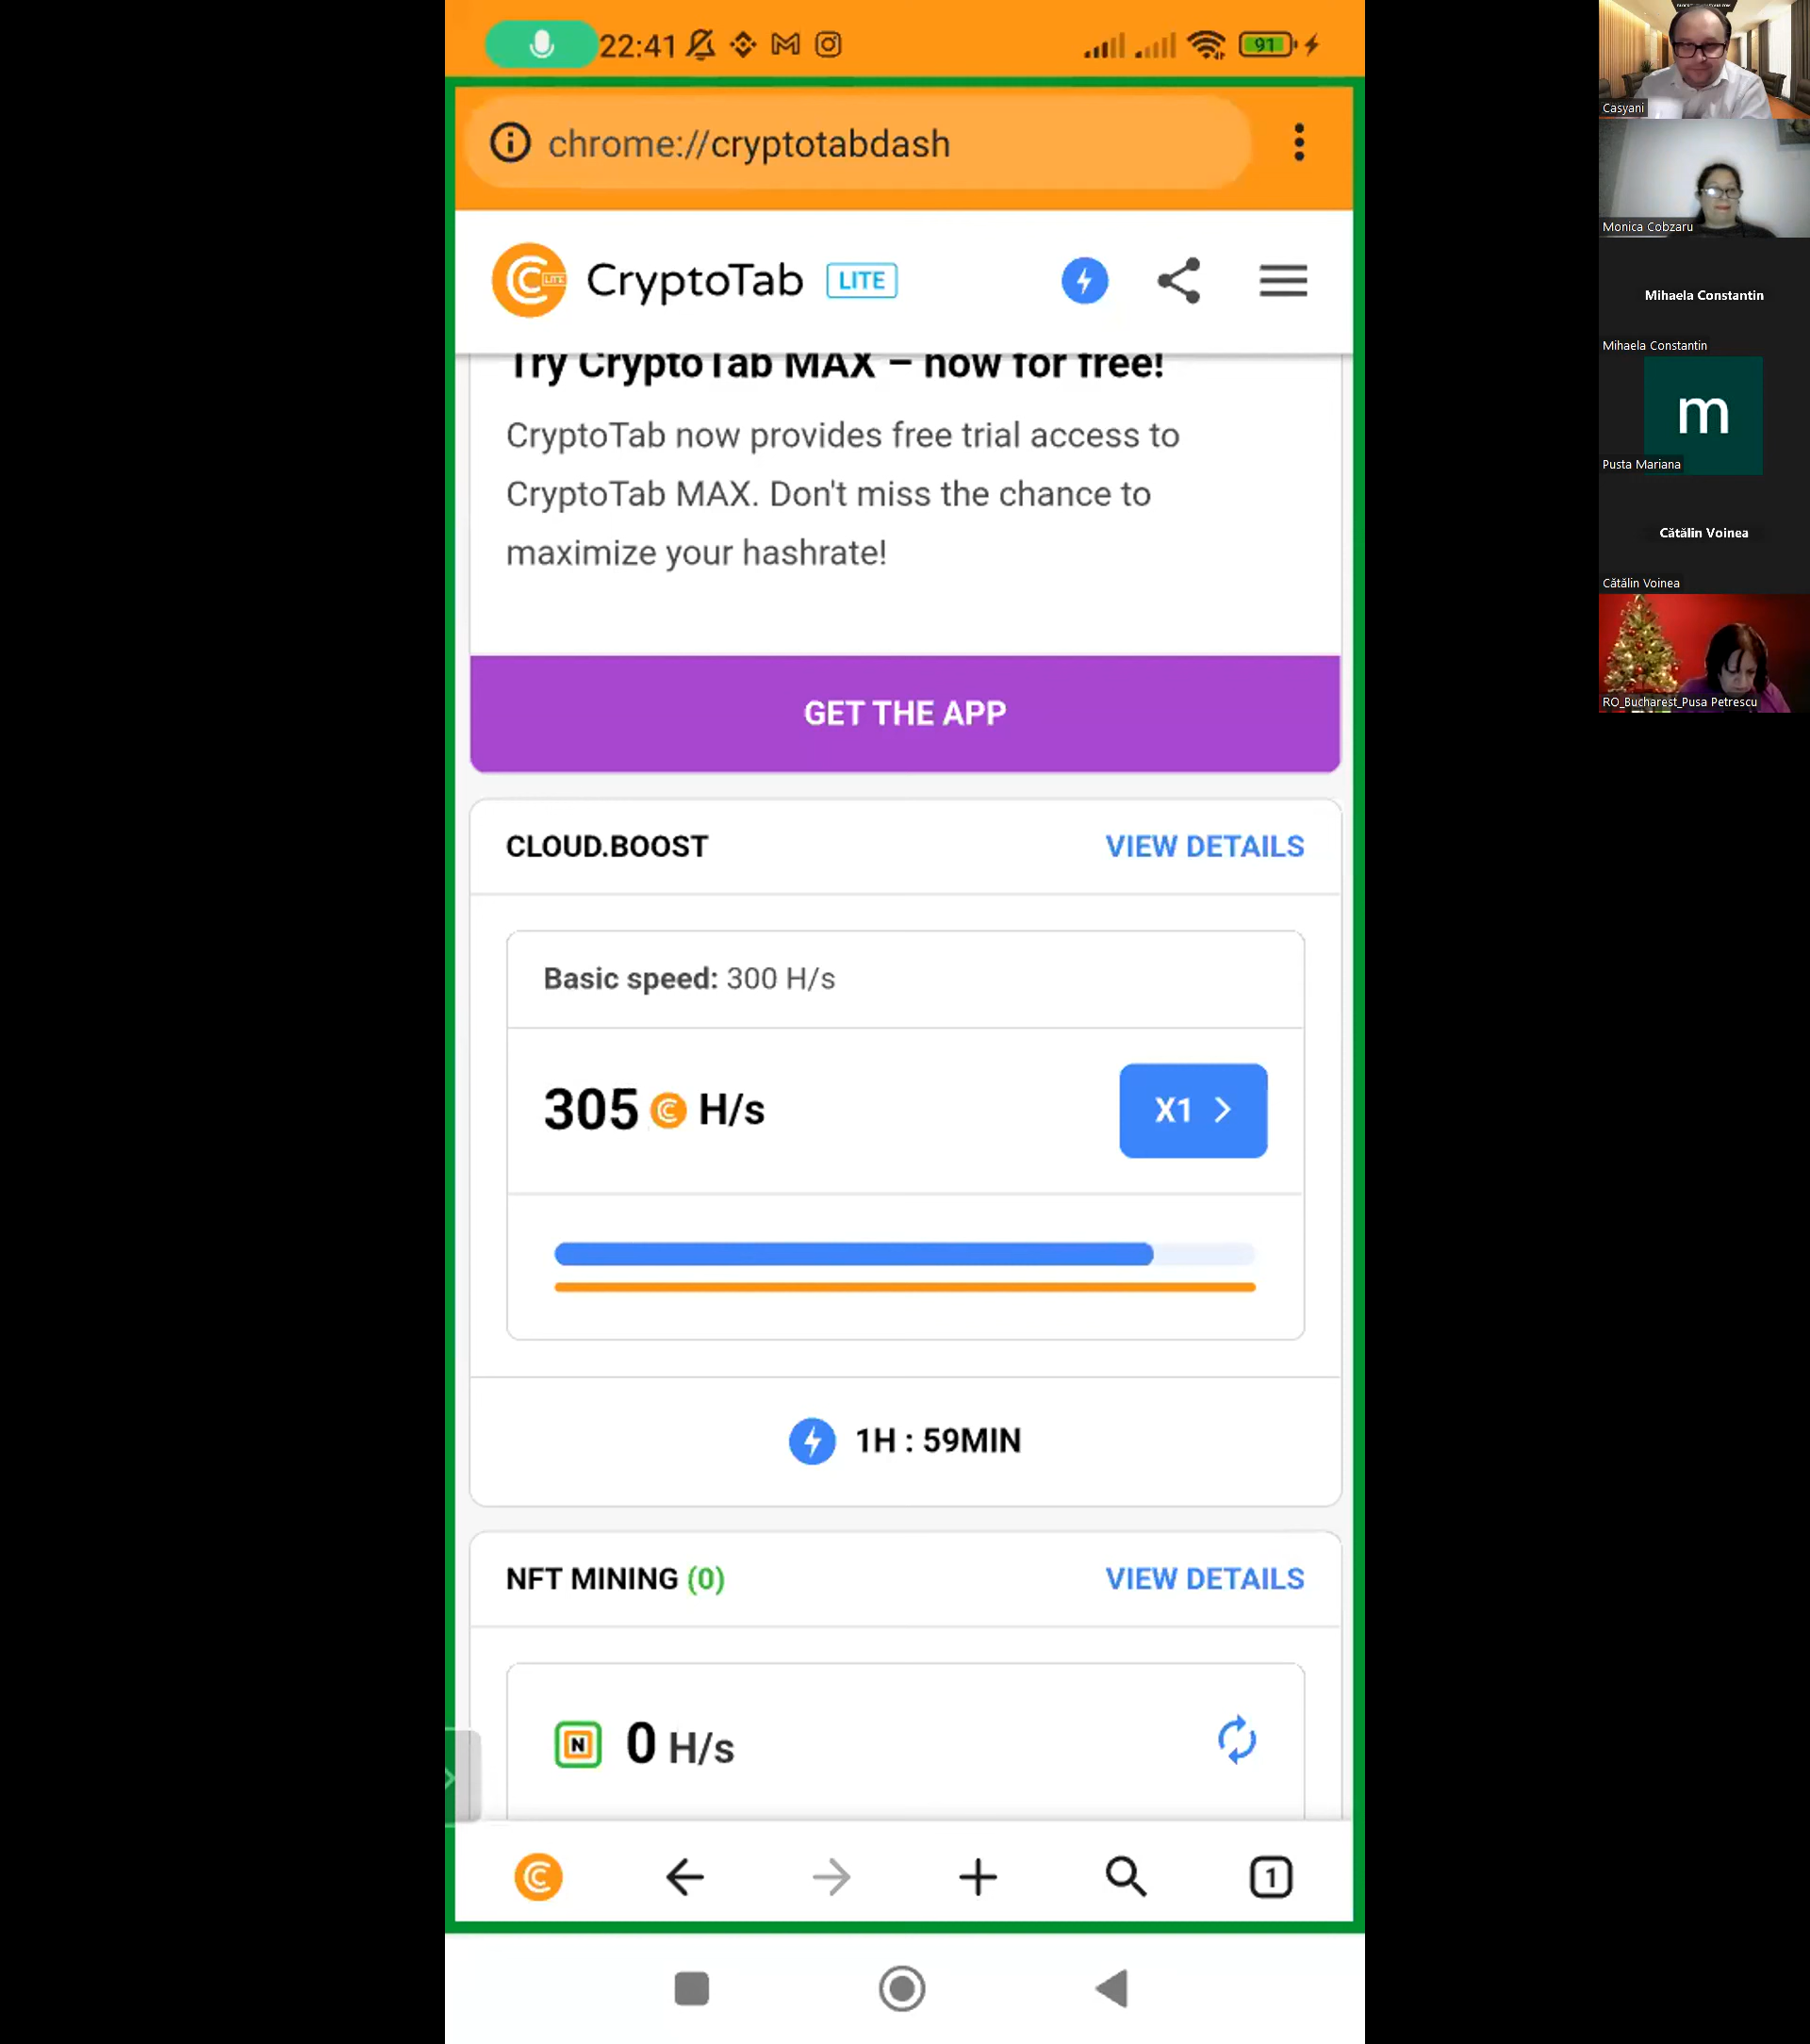 22:41
91
chrome://cryptotabdash
CryptoTab LITE
Try CryptoTab MAX – now for free!
CryptoTab now provides free trial access to
CryptoTab MAX. Don't miss the chance to
maximize your hashrate!
GET THE APP
CLOUD.BOOST VIEW DETAILS
Basic speed: 300 H/s
305 H/s X1
1H : 59MIN
NFT MINING (0) VIEW DETAILS
N 0 H/s
1
Casyani
Monica Cobzaru
Mihaela Constantin
Mihaela Constantin
m
Pusta Mariana
Cătălin Voinea
Cătălin Voinea
RO_Bucharest_Pusa Petrescu